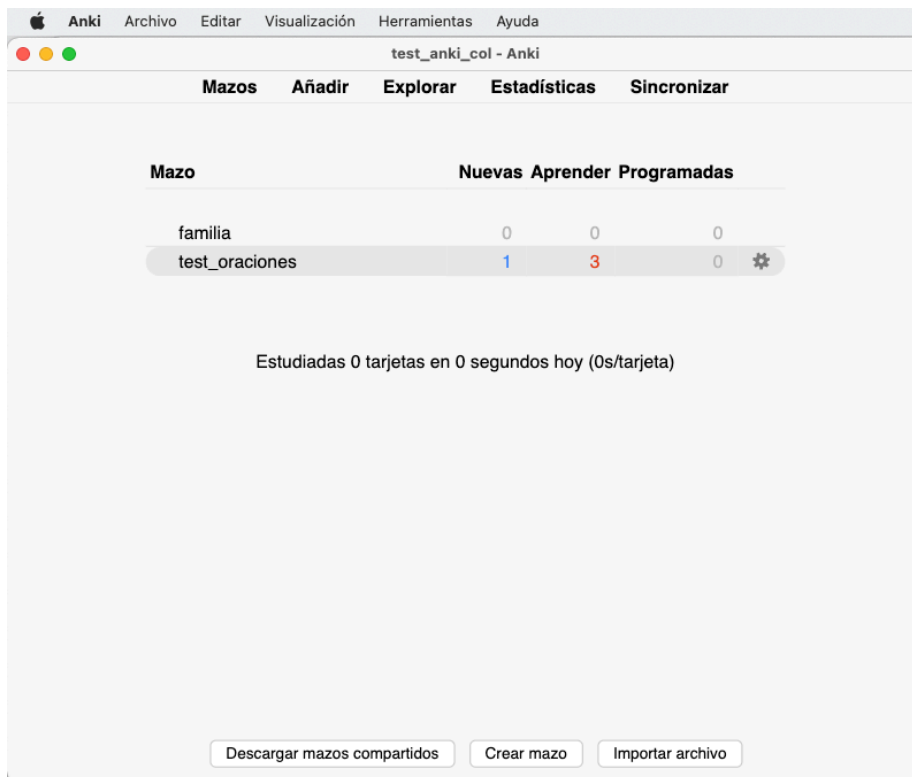 Anki Archivo Editar Visualización Herramientas Ayuda
test_anki_col - Anki
Mazos Añadir Explorar Estadísticas Sincronizar
Mazo Nuevas Aprender Programadas
familia 0 0 0
test_oraciones 1 3 0
Estudiadas 0 tarjetas en 0 segundos hoy (0s/tarjeta)
Descargar mazos compartidos Crear mazo Importar archivo